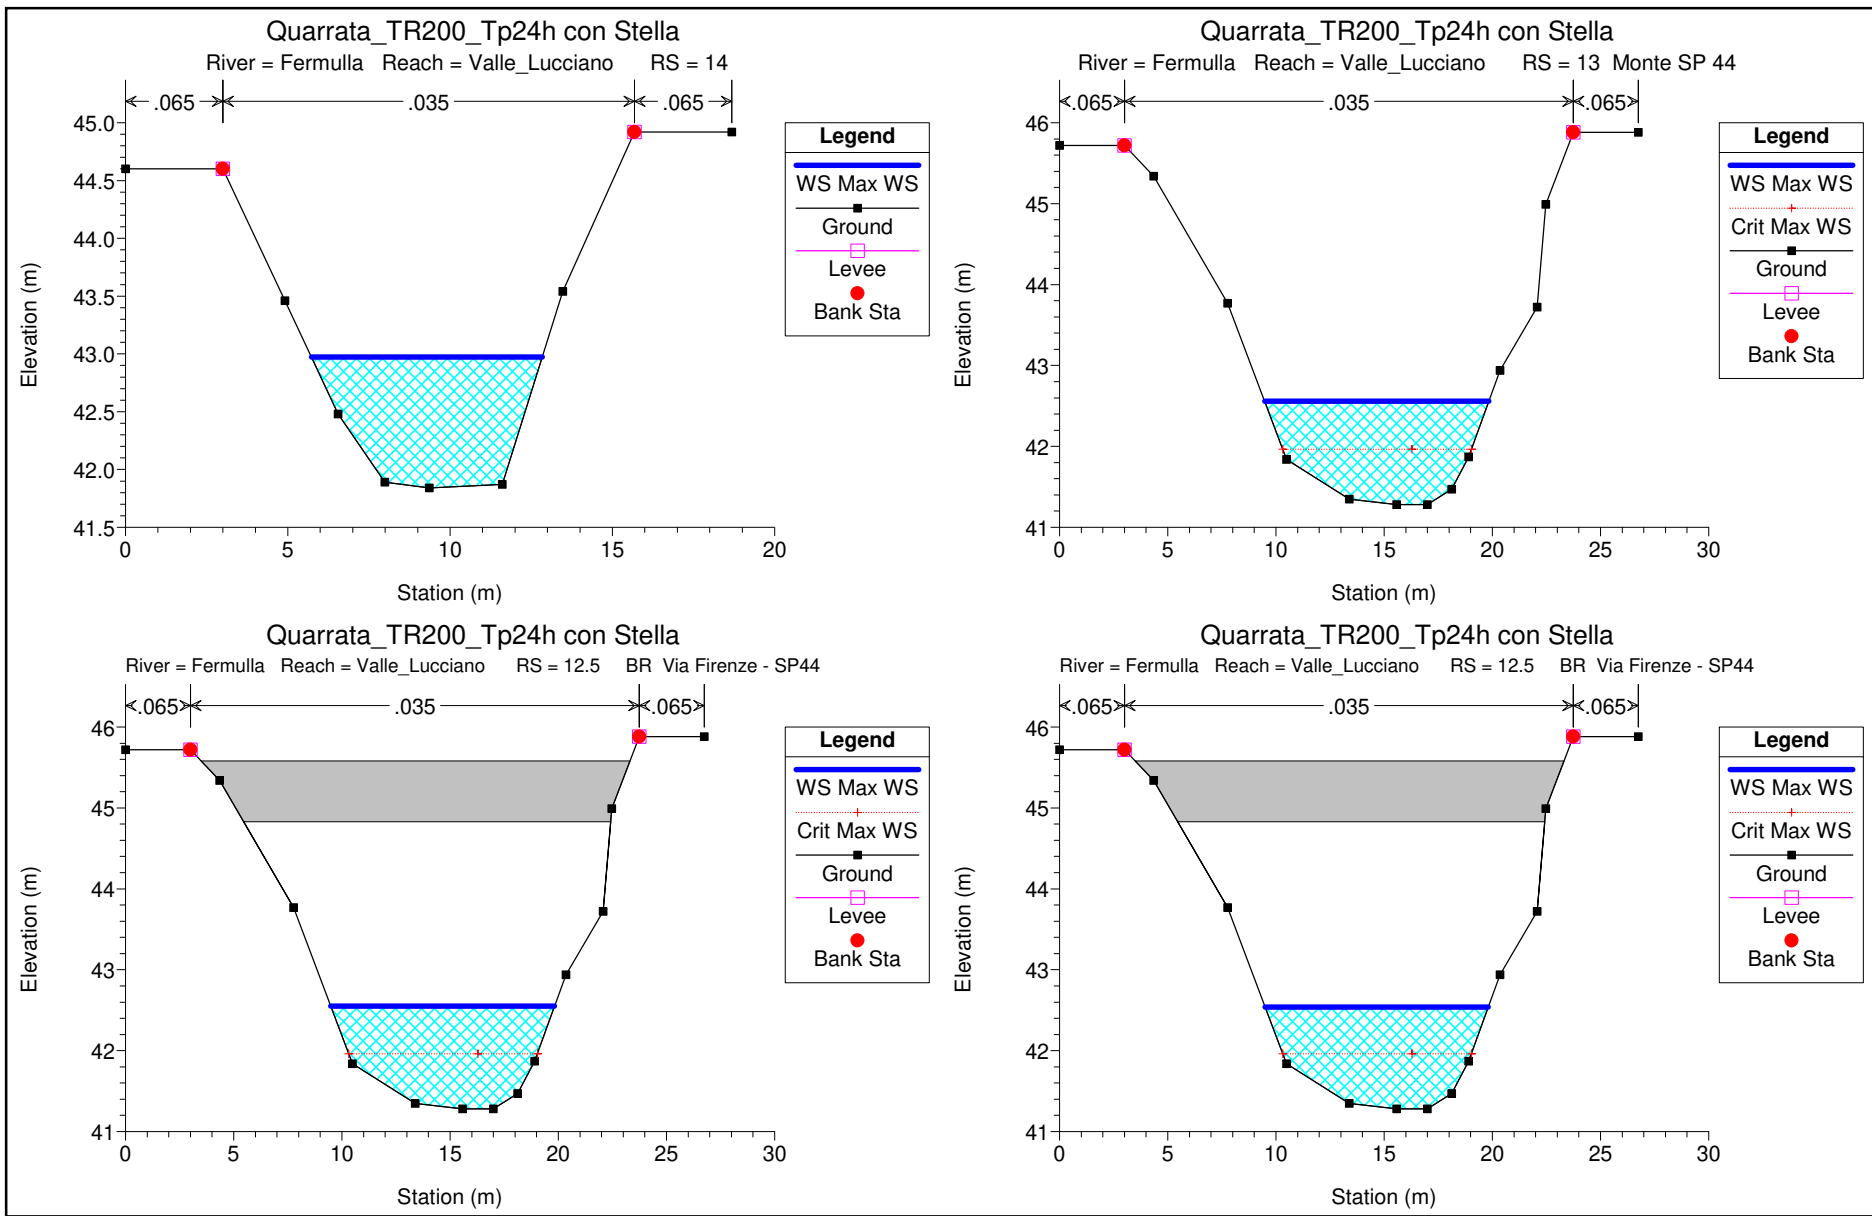 Quarrata_TR200_Tp24h con Stella
River = Fermulla Reach = Valle_Lucciano RS = 14
.065 .035 .065
45.0
44.5
44.0
43.5
43.0
42.5
42.0
41.5
0 5 10 15 20
Elevation (m)
Station (m)
Legend
WS Max WS
Ground
Levee
Bank Sta
Quarrata_TR200_Tp24h con Stella
River = Fermulla Reach = Valle_Lucciano RS = 13 Monte SP 44
.065 .035 .065
46
45
44
43
42
41
0 5 10 15 20 25 30
Elevation (m)
Station (m)
Legend
WS Max WS
Crit Max WS
Ground
Levee
Bank Sta
Quarrata_TR200_Tp24h con Stella
River = Fermulla Reach = Valle_Lucciano RS = 12.5 BR Via Firenze - SP44
.065 .035 .065
46
45
44
43
42
41
0 5 10 15 20 25 30
Elevation (m)
Station (m)
Legend
WS Max WS
Crit Max WS
Ground
Levee
Bank Sta
Quarrata_TR200_Tp24h con Stella
River = Fermulla Reach = Valle_Lucciano RS = 12.5 BR Via Firenze - SP44
.065 .035 .065
46
45
44
43
42
41
0 5 10 15 20 25 30
Elevation (m)
Station (m)
Legend
WS Max WS
Crit Max WS
Ground
Levee
Bank Sta